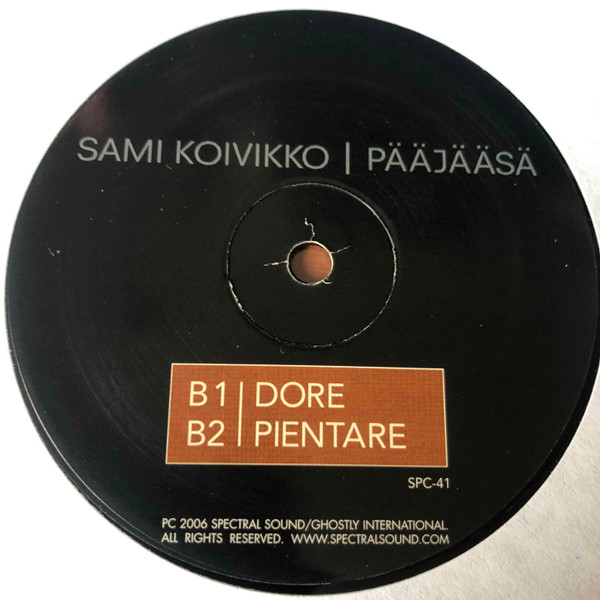 SAMI KOIVIKKO | PÄÄJÄÄSÄ
B1 | DORE
B2 | PIENTARE
SPC-41
PC 2006 SPECTRAL SOUND/GHOSTLY INTERNATIONAL.
ALL RIGHTS RESERVED. WWW.SPECTRALSOUND.COM